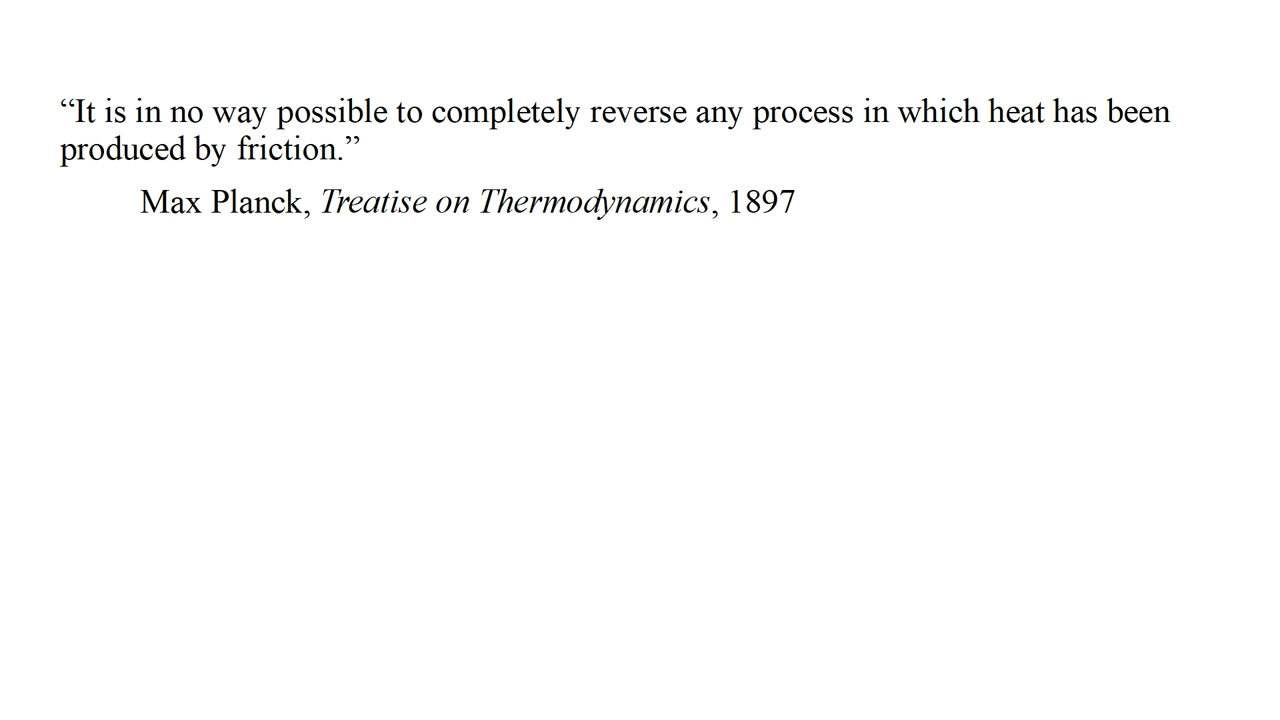 “It is in no way possible to completely reverse any process in which heat has been
produced by friction.”
Max Planck, Treatise on Thermodynamics, 1897